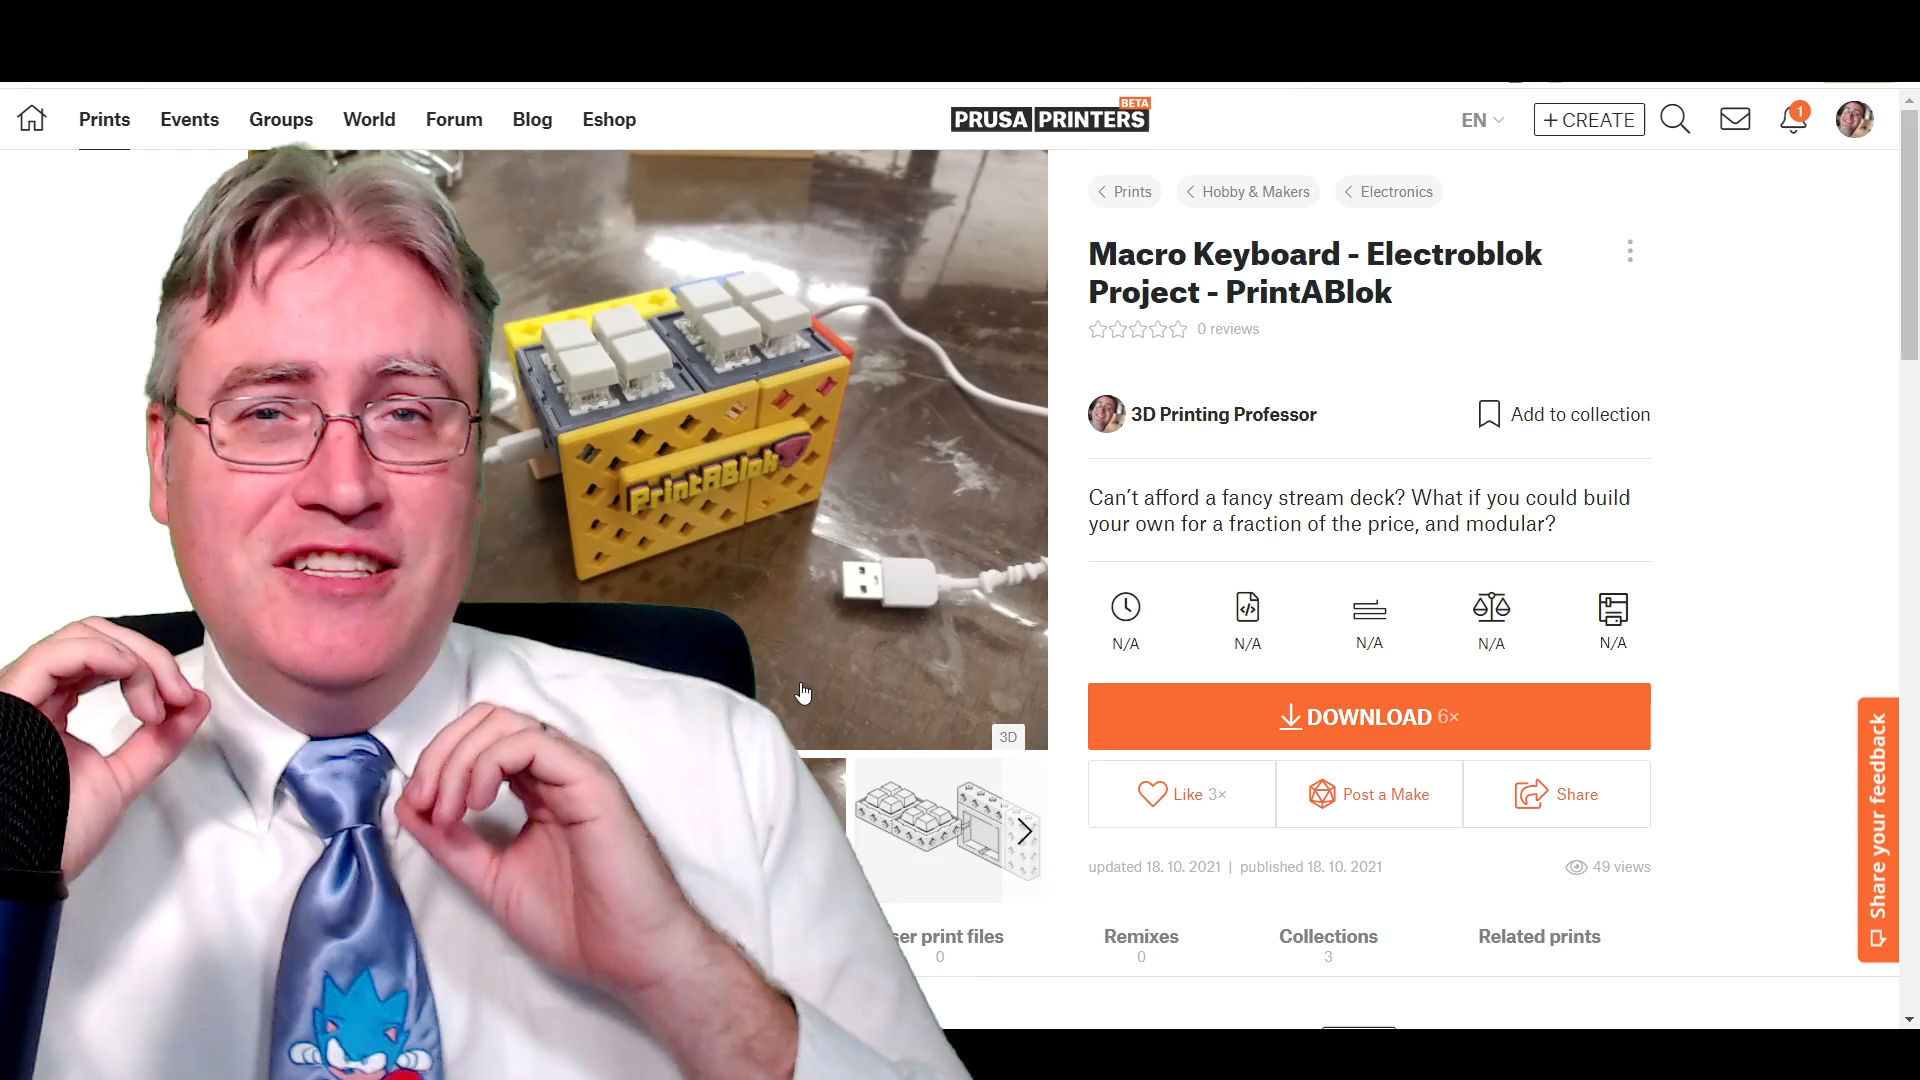 Prints Events Groups World Forum Blog Eshop
PRUSA PRINTERS BETA
EN + CREATE 1
Prints Hobby & Makers Electronics
Macro Keyboard - Electroblok
Project - PrintABlok
0 reviews
3D Printing Professor
Add to collection
Can't afford a fancy stream deck? What if you could build
your own for a fraction of the price, and modular?
N/A N/A N/A N/A N/A
DOWNLOAD 6×
Like 3× Post a Make Share
updated 18. 10. 2021 | published 18. 10. 2021 49 views
PrintABlok
3D
ser print files Remixes Collections Related prints
0 0 3
Share your feedback